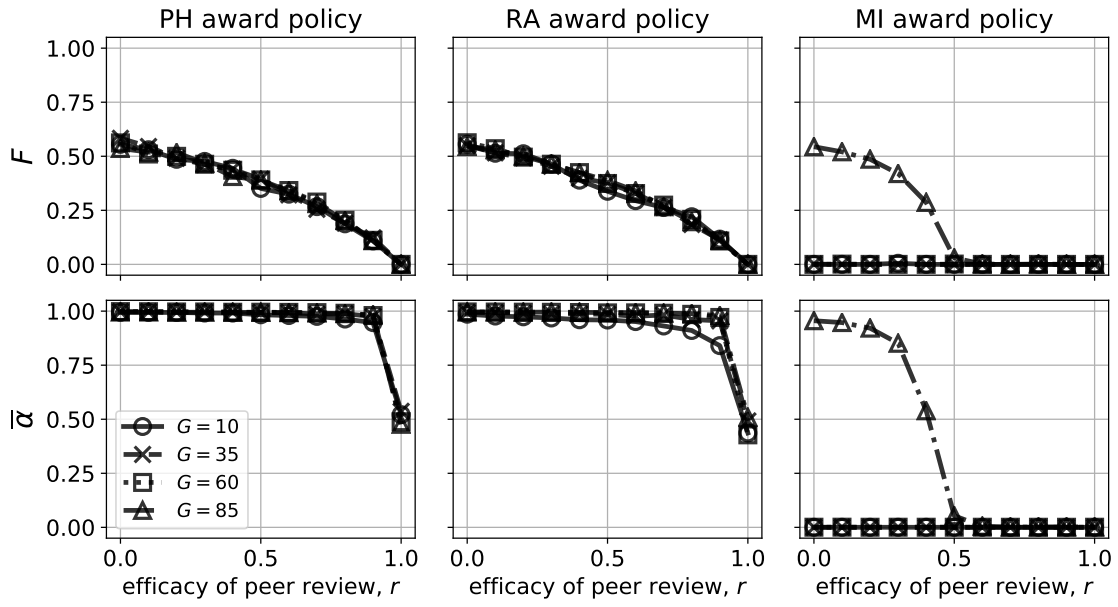 PH award policy
RA award policy
MI award policy
1.00
0.75
0.50
0.25
0.00
F
1.00
0.75
0.50
0.25
0.00
α̅
G = 10
G = 35
G = 60
G = 85
0.0 0.5 1.0
0.0 0.5 1.0
0.0 0.5 1.0
efficacy of peer review, r
efficacy of peer review, r
efficacy of peer review, r